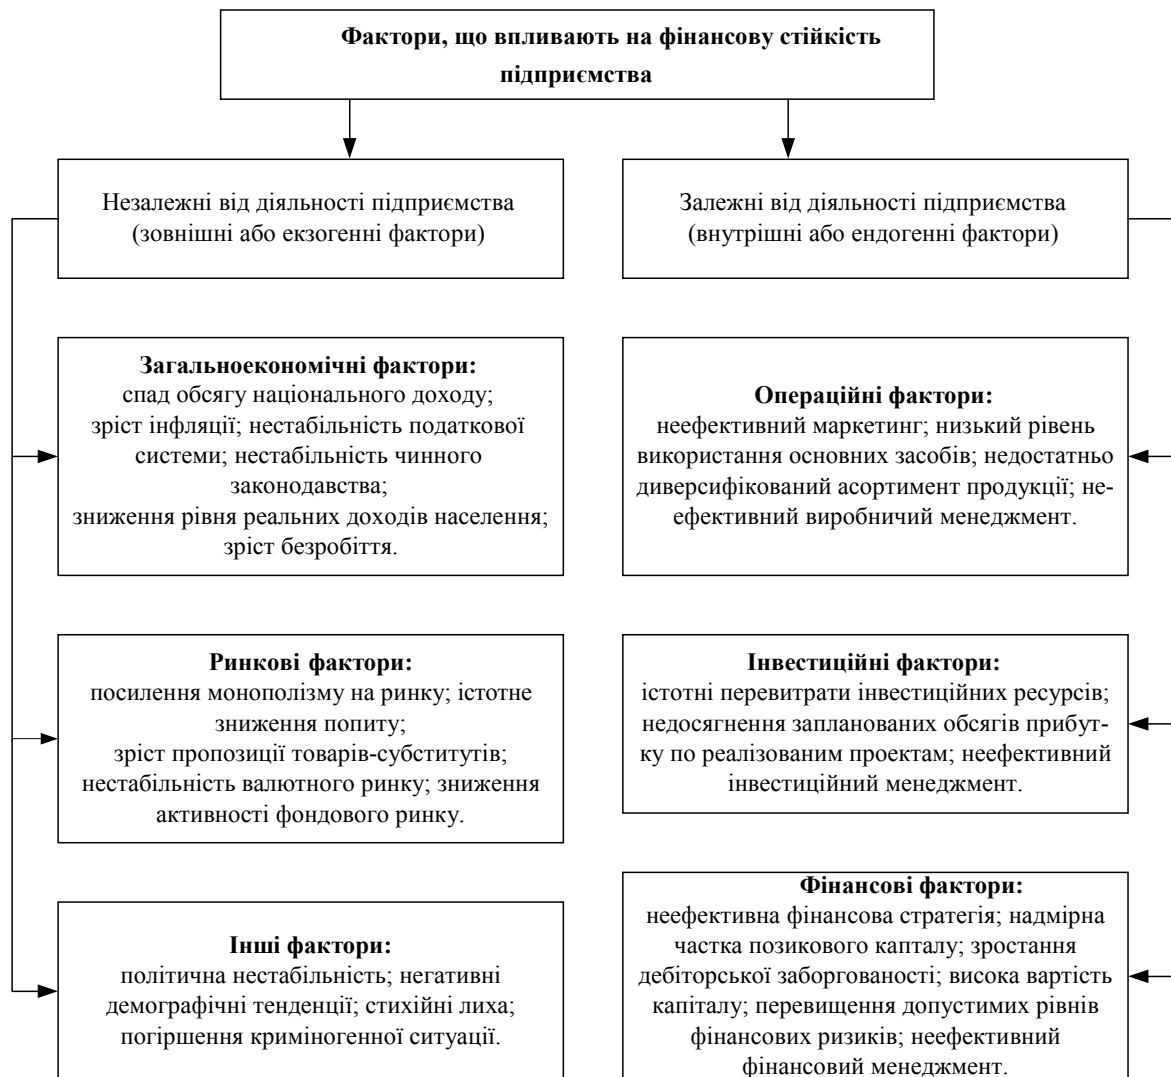 Фактори, що впливають на фінансову стійкість
підприємства
Незалежні від діяльності підприємства
(зовнішні або екзогенні фактори)
Залежні від діяльності підприємства
(внутрішні або ендогенні фактори)
Загальноекономічні фактори:
спад обсягу національного доходу;
зріст інфляції; нестабільність податкової
системи; нестабільність чинного
законодавства;
зниження рівня реальних доходів населення;
зріст безробіття.
Операційні фактори:
неефективний маркетинг; низький рівень
використання основних засобів; недостатньо
диверсифікований асортимент продукції; не-
ефективний виробничий менеджмент.
Ринкові фактори:
посилення монополізму на ринку; істотне
зниження попиту;
зріст пропозиції товарів-субститутів;
нестабільність валютного ринку; зниження
активності фондового ринку.
Інвестиційні фактори:
істотні перевитрати інвестиційних ресурсів;
недосягнення запланованих обсягів прибут-
ку по реалізованим проектам; неефективний
інвестиційний менеджмент.
Інші фактори:
політична нестабільність; негативні
демографічні тенденції; стихійні лиха;
погіршення криміногенної ситуації.
Фінансові фактори:
неефективна фінансова стратегія; надмірна
частка позикового капталу; зростання
дебіторської заборгованості; висока вартість
капіталу; перевищення допустимих рівнів
фінансових ризиків; неефективний
фінансовий менеджмент.